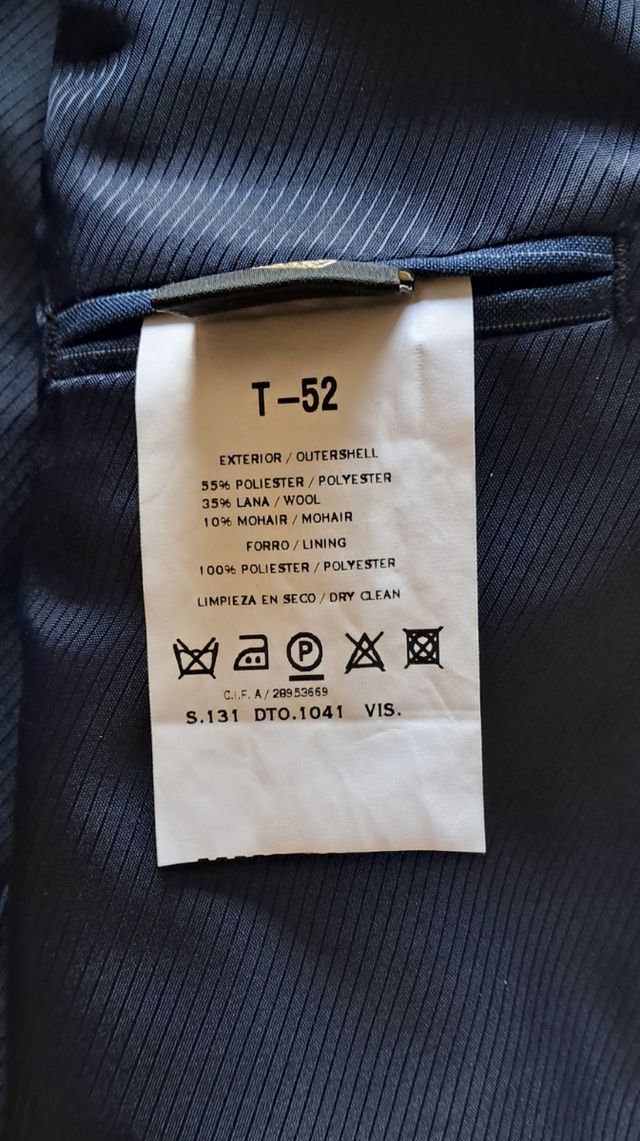 T-52
EXTERIOR / OUTERSHELL
55% POLIESTER / POLYESTER
35% LANA / WOOL
10% MOHAIR / MOHAIR
FORRO / LINING
100% POLIESTER / POLYESTER
LIMPIEZA EN SECO / DRY CLEAN
P
C.I.F. A / 28953669
S.131 DTO.1041 VIS.